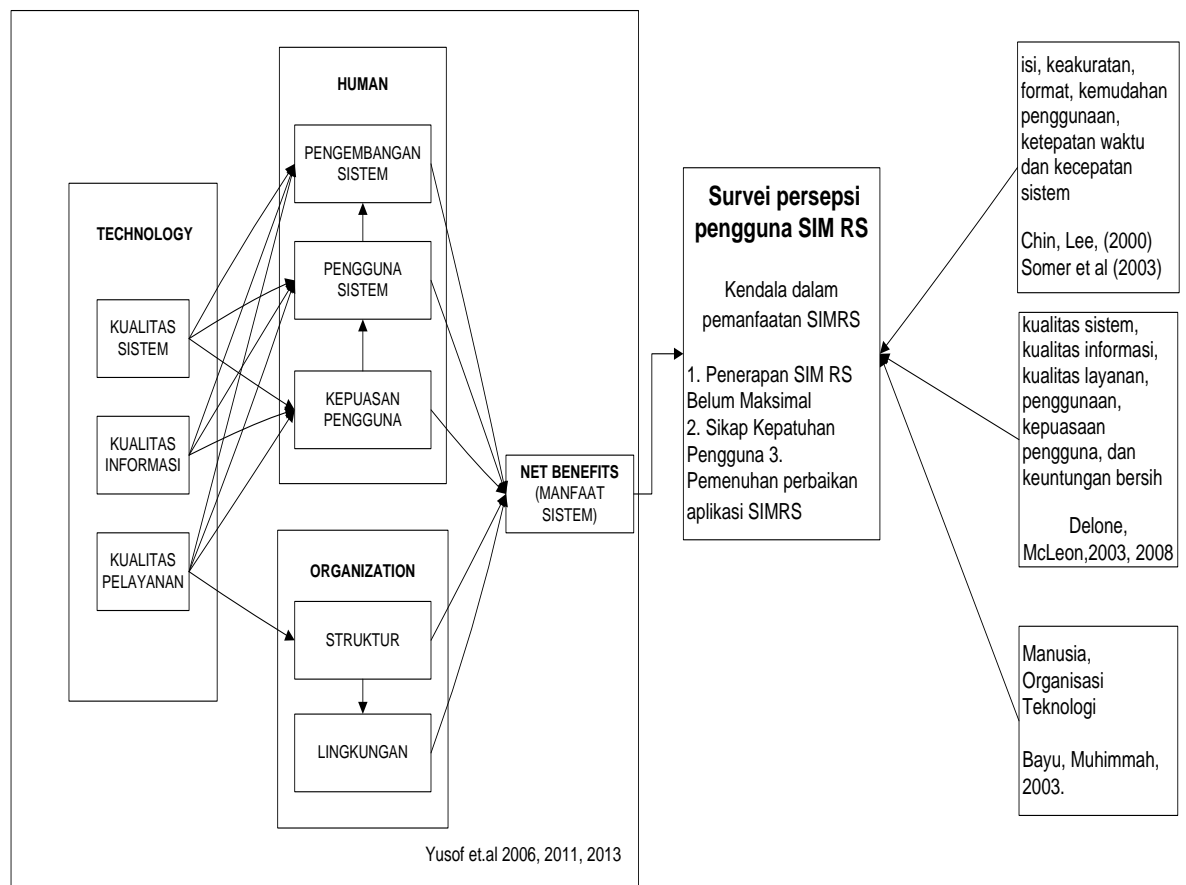 TECHNOLOGY
KUALITAS
SISTEM
KUALITAS
INFORMASI
KUALITAS
PELAYANAN
HUMAN
PENGEMBANGAN
SISTEM
PENGGUNA
SISTEM
KEPUASAN
PENGGUNA
ORGANIZATION
STRUKTUR
LINGKUNGAN
NET BENEFITS
(MANFAAT
SISTEM)
Yusof et.al 2006, 2011, 2013
Survei persepsi
pengguna SIM RS
Kendala dalam
pemanfaatan SIMRS
1. Penerapan SIM RS
Belum Maksimal
2. Sikap Kepatuhan
Pengguna 3.
Pemenuhan perbaikan
aplikasi SIMRS
isi, keakuratan,
format, kemudahan
penggunaan,
ketepatan waktu
dan kecepatan
sistem
Chin, Lee, (2000)
Somer et al (2003)
kualitas sistem,
kualitas informasi,
kualitas layanan,
penggunaan,
kepuasaan
pengguna, dan
keuntungan bersih
Delone,
McLeon,2003, 2008
Manusia,
Organisasi
Teknologi
Bayu, Muhimmah,
2003.